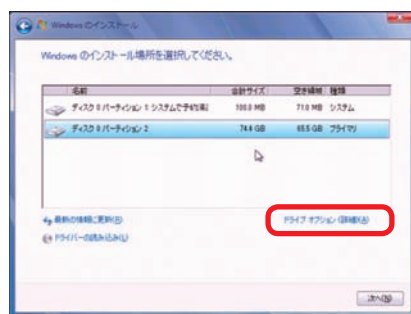 Windows のインストール
Windows のインストール場所を選択してください。
名前 合計サイズ 空き領域 種類
ディスク 0 パーティション 1: システムで予約済み 100.0 MB 71.0 MB システム
ディスク 0 パーティション 2 74.4 GB 65.5 GB プライマリ
最新の情報に更新(R)
ドライブ オプション (詳細)(A)
ドライバーの読み込み(L)
次へ(N)